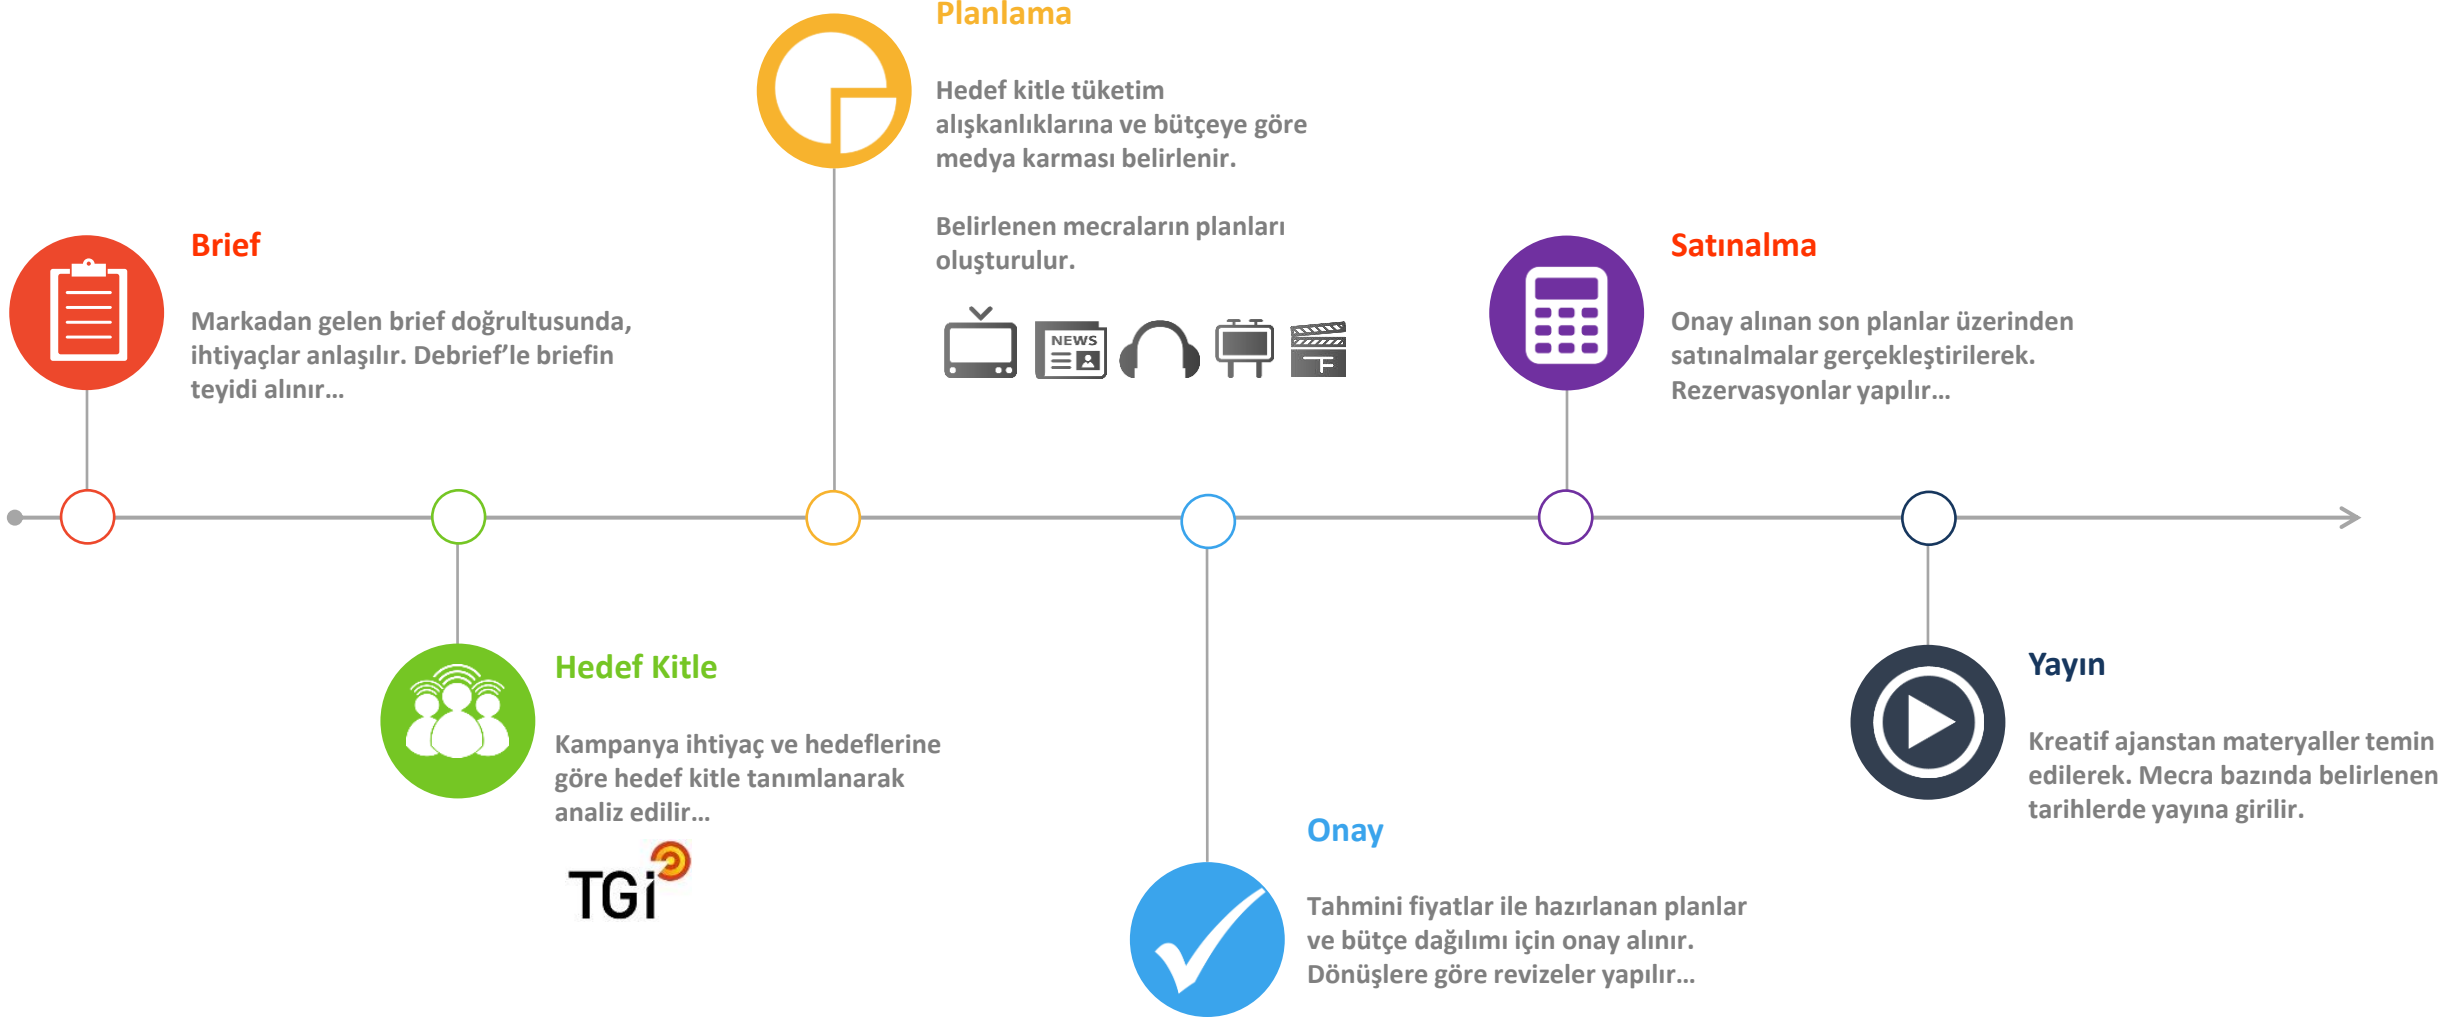 Brief
Markadan gelen brief doğrultusunda,
ihtiyaçlar anlaşılır. Debrief’le briefin
teyidi alınır…
Hedef Kitle
Kampanya ihtiyaç ve hedeflerine
göre hedef kitle tanımlanarak
analiz edilir…
TGi
Planlama
Hedef kitle tüketim
alışkanlıklarına ve bütçeye göre
medya karması belirlenir.
Belirlenen mecraların planları
oluşturulur.
NEWS
Onay
Tahmini fiyatlar ile hazırlanan planlar
ve bütçe dağılımı için onay alınır.
Dönüşlere göre revizeler yapılır…
Satınalma
Onay alınan son planlar üzerinden
satınalmalar gerçekleştirilerek.
Rezervasyonlar yapılır…
Yayın
Kreatif ajanstan materyaller temin
edilerek. Mecra bazında belirlenen
tarihlerde yayına girilir.